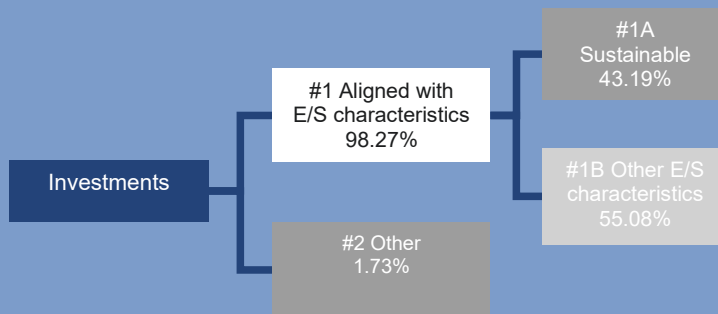 Investments
#1 Aligned with
E/S characteristics
98.27%
#2 Other
1.73%
#1A
Sustainable
43.19%
#1B Other E/S
characteristics
55.08%